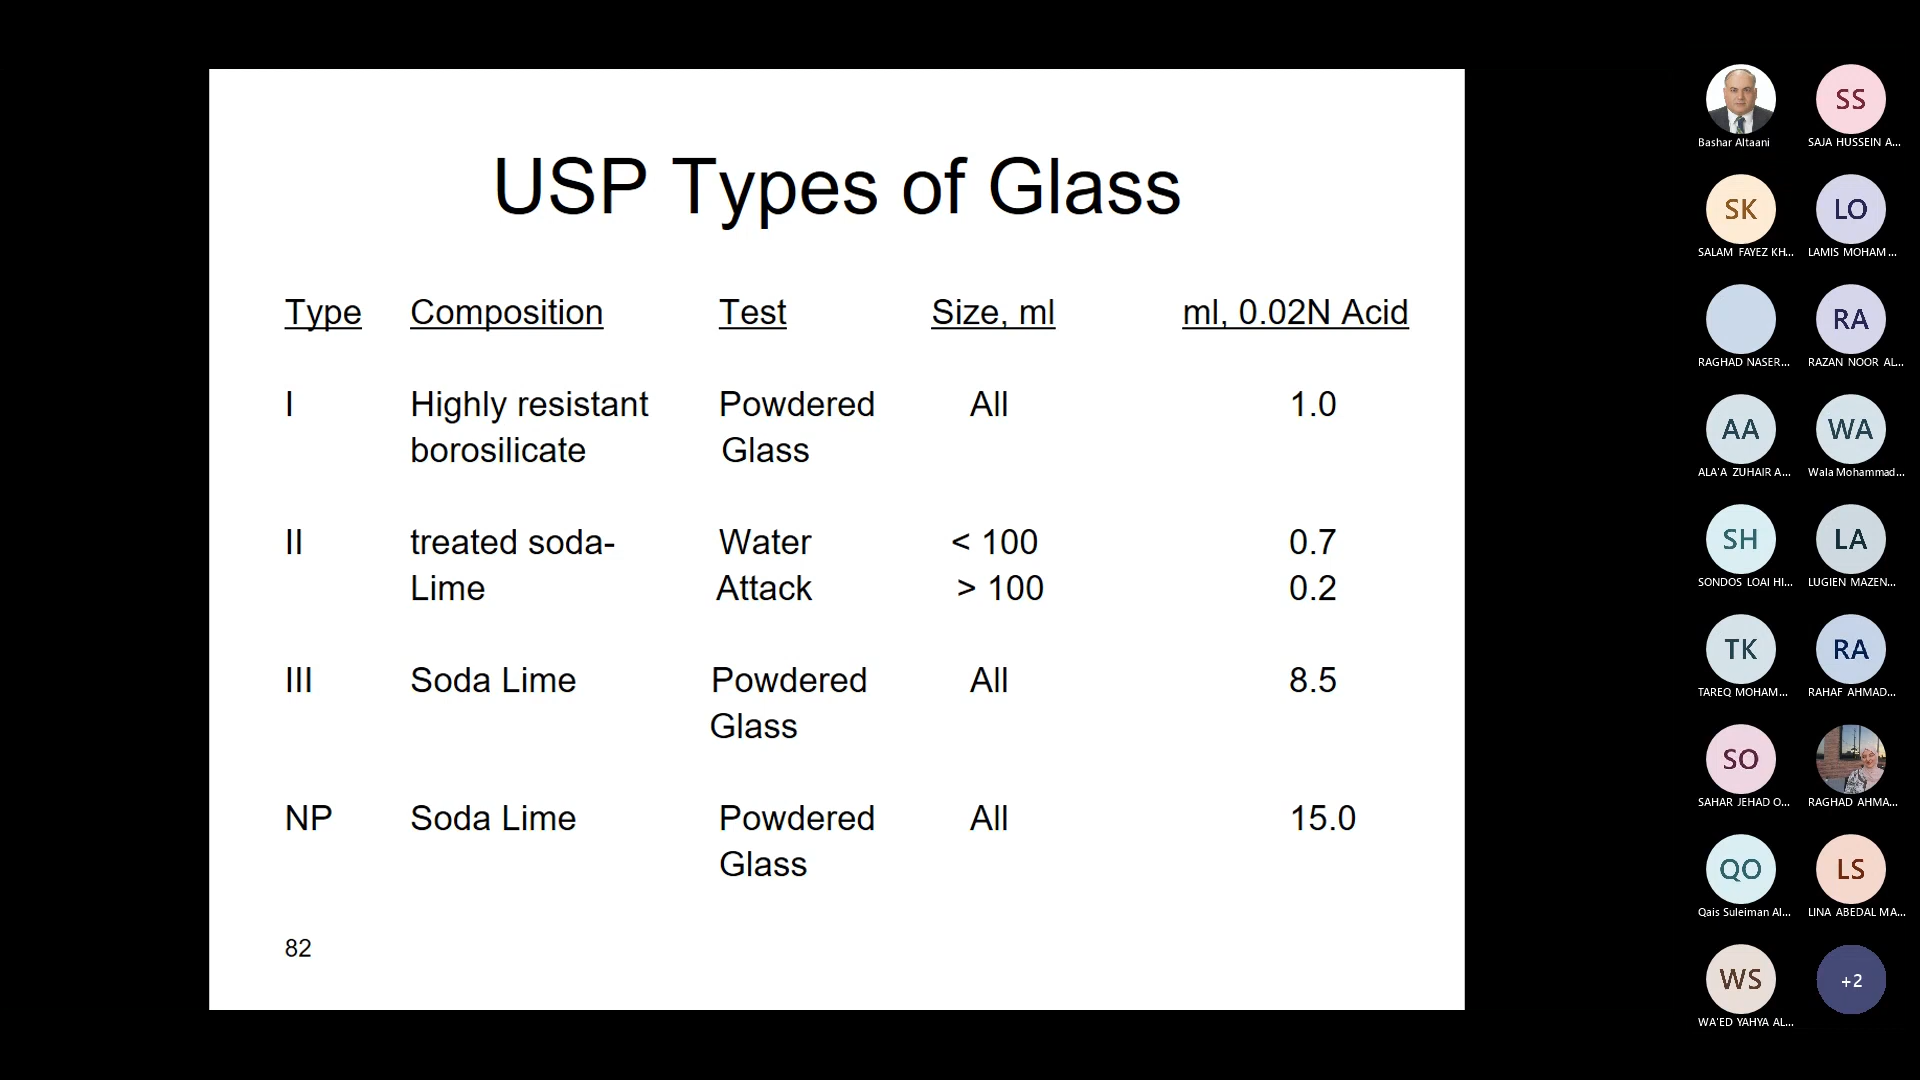 USP Types of Glass
Type Composition Test Size, ml ml, 0.02N Acid
I Highly resistant Powdered All 1.0
borosilicate Glass
II treated soda- Water < 100 0.7
Lime Attack > 100 0.2
III Soda Lime Powdered All 8.5
Glass
NP Soda Lime Powdered All 15.0
Glass
82
SS
Bashar Altaani SAJA HUSSEIN A...
SK LO
SALAM FAYEZ KH... LAMIS MOHAM...
RA
RAGHAD NASER... RAZAN NOOR AL...
AA WA
ALA'A ZUHAIR A... Wala Mohammad...
SH LA
SONDOS LOAI HI... LUGIEN MAZEN...
TK RA
TAREQ MOHAM... RAHAF AHMAD...
SO
SAHAR JEHAD O... RAGHAD AHMA...
QO LS
Qais Suleiman Al... LINA ABEDAL MA...
WS +2
WA'ED YAHYA AL...